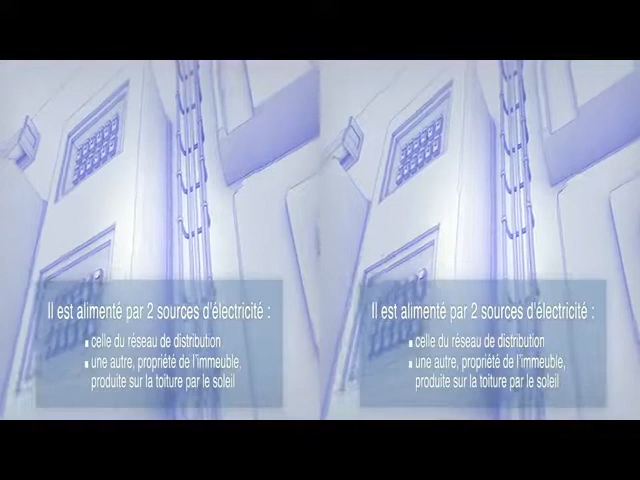 Il est alimenté par 2 sources d'électricité :
celle du réseau de distribution
une autre, propriété de l'immeuble,
produite sur la toiture par le soleil
Il est alimenté par 2 sources d'électricité :
celle du réseau de distribution
une autre, propriété de l'immeuble,
produite sur la toiture par le soleil